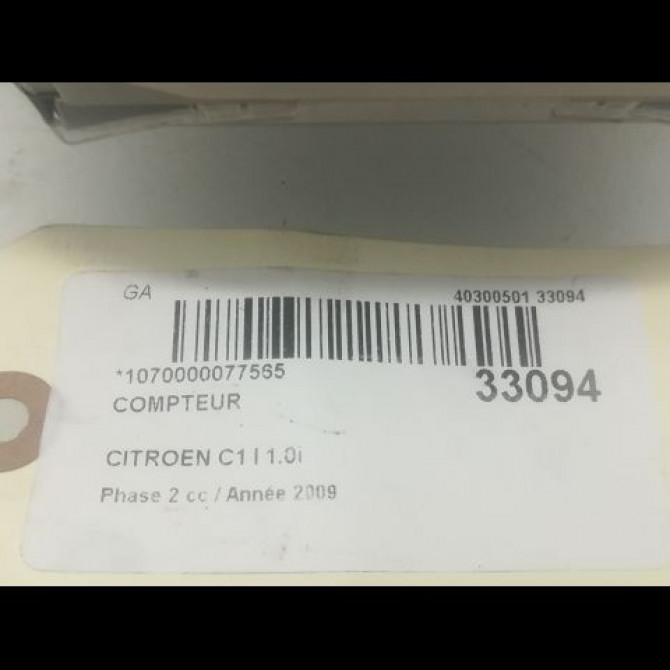 GA 40300501 33094
*1070000077565
33094
COMPTEUR
CITROEN C1 I 1.0i
Phase 2 cc / Année 2009